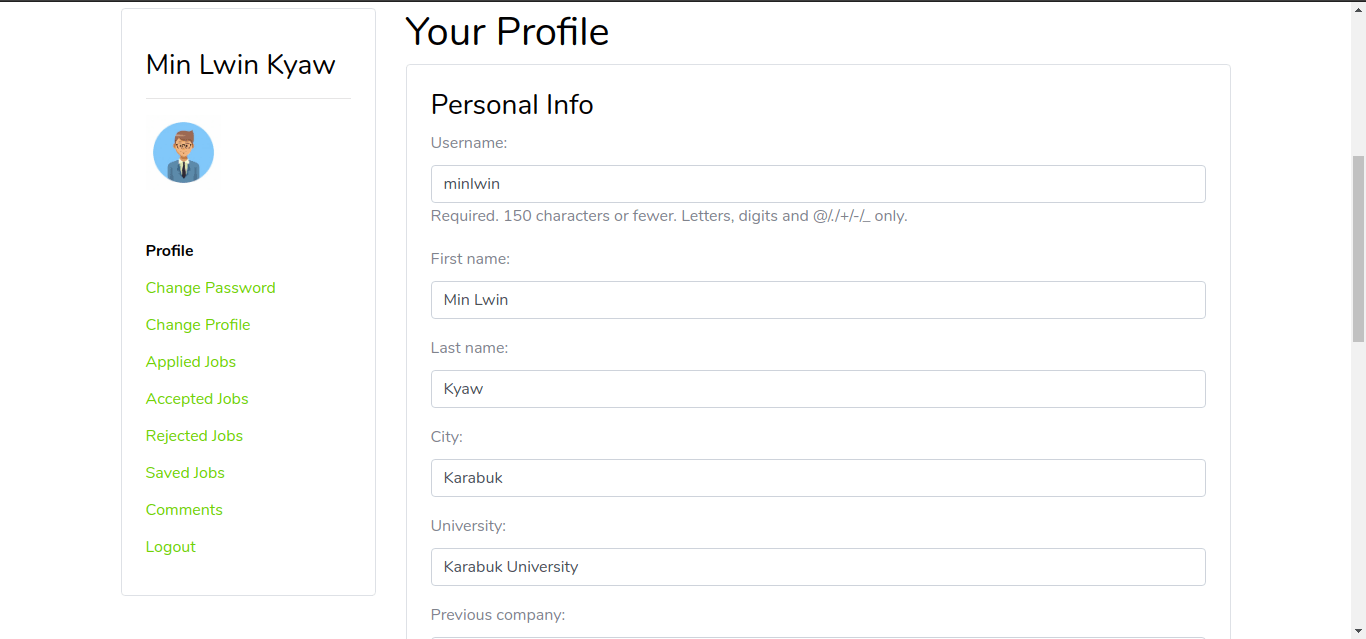 Min Lwin Kyaw
Profile
Change Password
Change Profile
Applied Jobs
Accepted Jobs
Rejected Jobs
Saved Jobs
Comments
Logout
Your Profile
Personal Info
Username:
minlwin
Required. 150 characters or fewer. Letters, digits and @/./+/-/_ only.
First name:
Min Lwin
Last name:
Kyaw
City:
Karabuk
University:
Karabuk University
Previous company: